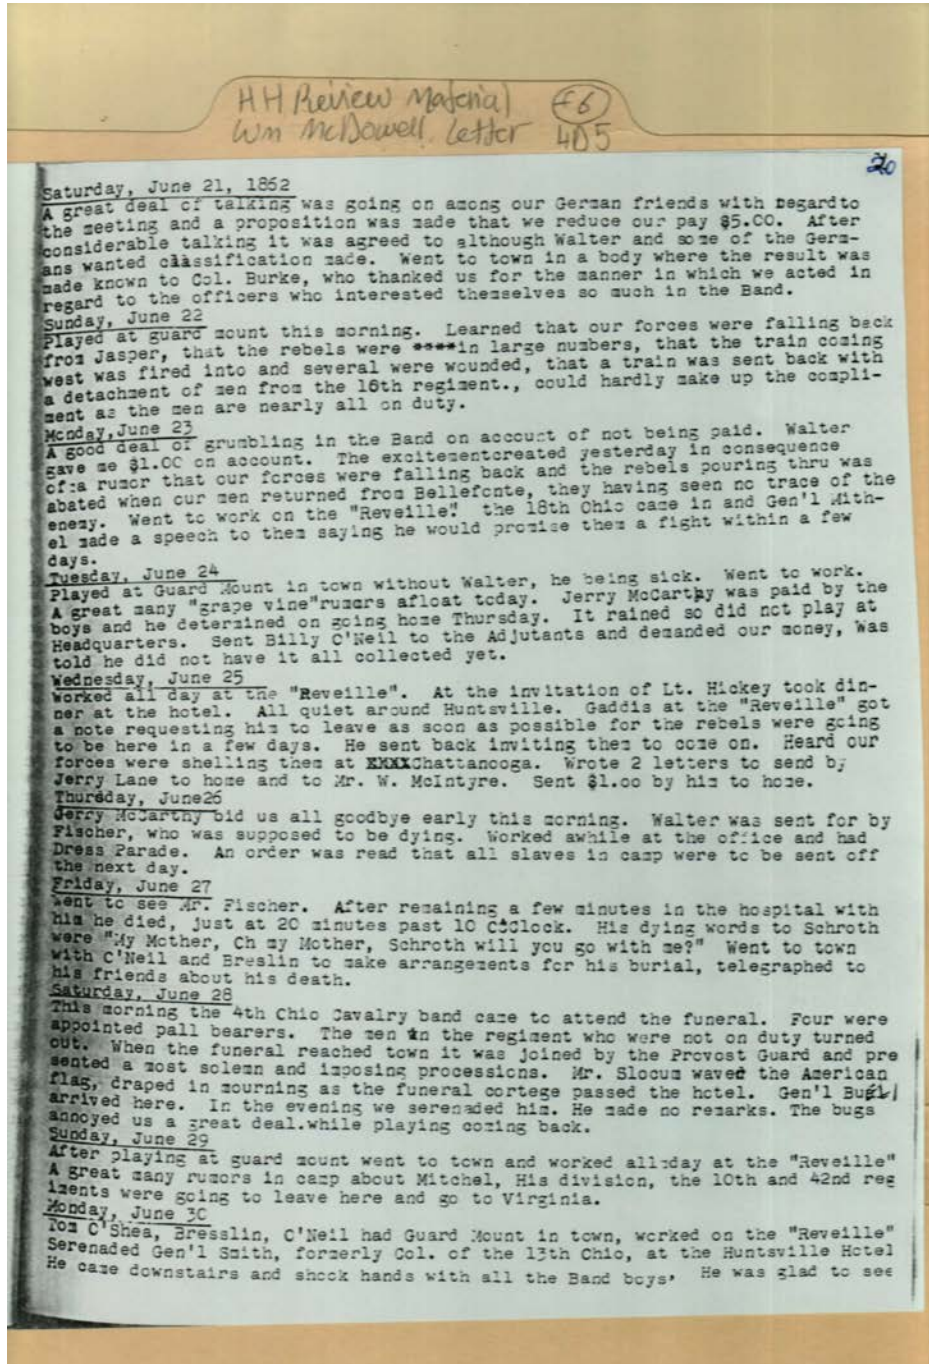 HH Review Material F6
Wm McDowell Letter 4D5
20
Saturday, June 21, 1862
A great deal of talking was going on among our German friends with megardto
the meeting and a proposition was made that we reduce our pay $5.00. After
considerable talking it was agreed to although Walter and some of the Germ-
ans wanted classification made. Went to town in a body where the result was
made known to Col. Burke, who thanked us for the manner in which we acted in
regard to the officers who interested themselves so much in the Band.
Sunday, June 22
Played at guard mount this morning. Learned that our forces were falling back
from Jasper, that the rebels were ****in large numbers, that the train coming
west was fired into and several were wounded, that a train was sent back with
a detachment of men from the 18th regiment., could hardly make up the compli-
ment as the men are nearly all on duty.
Monday,June 23
A good deal of grumbling in the Band on account of not being paid. Walter
gave me $1.00 on account. The excitementcreated yesterday in consequence
of:a rumor that our forces were falling back and the rebels pouring thru was
abated when our men returned from Bellefonte, they having seen no trace of the
enemy. Went to work on the "Reveille". the 18th Ohio came in and Gen'l Mith-
el made a speech to them saying he would promise them a fight within a few
days.
Tuesday, June 24
Played at Guard Mount in town without Walter, he being sick. Went to work.
A great many "grape vine"rumors afloat today. Jerry McCarthy was paid by the
boys and he determined on going home Thursday. It rained so did not play at
Headquarters. Sent Billy O'Neil to the Adjutants and demanded our money, Was
told he did not have it all collected yet.
Wednesday, June 25
Worked all day at the "Reveille". At the invitation of Lt. Hickey took din-
ner at the hotel. All quiet around Huntsville. Gaddis at the "Reveille" got
a note requesting him to leave as soon as possible for the rebels were going
to be here in a few days. He sent back inviting them to come on. Heard our
forces were shelling them at XMXXChattanooga. Wrote 2 letters to send by
Jerry Lane to home and to Mr. W. McIntyre. Sent $1.oo by him to home.
Thursday, June26
Jerry McCarthy bid us all goodbye early this morning. Walter was sent for by
Fischer, who was supposed to be dying. Worked awhile at the office and had
Dress Parade. An order was read that all slaves in camp were to be sent off
the next day.
Friday, June 27
Went to see Mr. Fischer. After remaining a few minutes in the hospital with
him he died, just at 20 minutes past 10 O'Clock. His dying words to Schroth
were "My Mother, Oh my Mother, Schroth will you go with me?" Went to town
with O'Neil and Breslin to make arrangements for his burial, telegraphed to
his friends about his death.
Saturday, June 28
This morning the 4th Ohio Cavalry band came to attend the funeral. Four were
appointed pall bearers. The men in the regiment who were not on duty turned
out. When the funeral reached town it was joined by the Provost Guard and pre
sented a most solemn and imposing processions. Mr. Slocum waved the American
flag, draped in mourning as the funeral cortege passed the hotel. Gen'l Buell
arrived here. In the evening we serenaded him. He made no remarks. The bugs
annoyed us a great deal.while playing coming back.
Sunday, June 29
After playing at guard mount went to town and worked all:day at the "Reveille"
A great many rumors in camp about Mitchel, His division, the 10th and 42nd reg
iments were going to leave here and go to Virginia.
Monday, June 30
Tom O'Shea, Bresslin, O'Neil had Guard Mount in town, worked on the "Reveille"
Serenaded Gen'l Smith, formerly Col. of the 13th Ohio, at the Huntsville Hotel
He came downstairs and shook hands with all the Band boys. He was glad to see